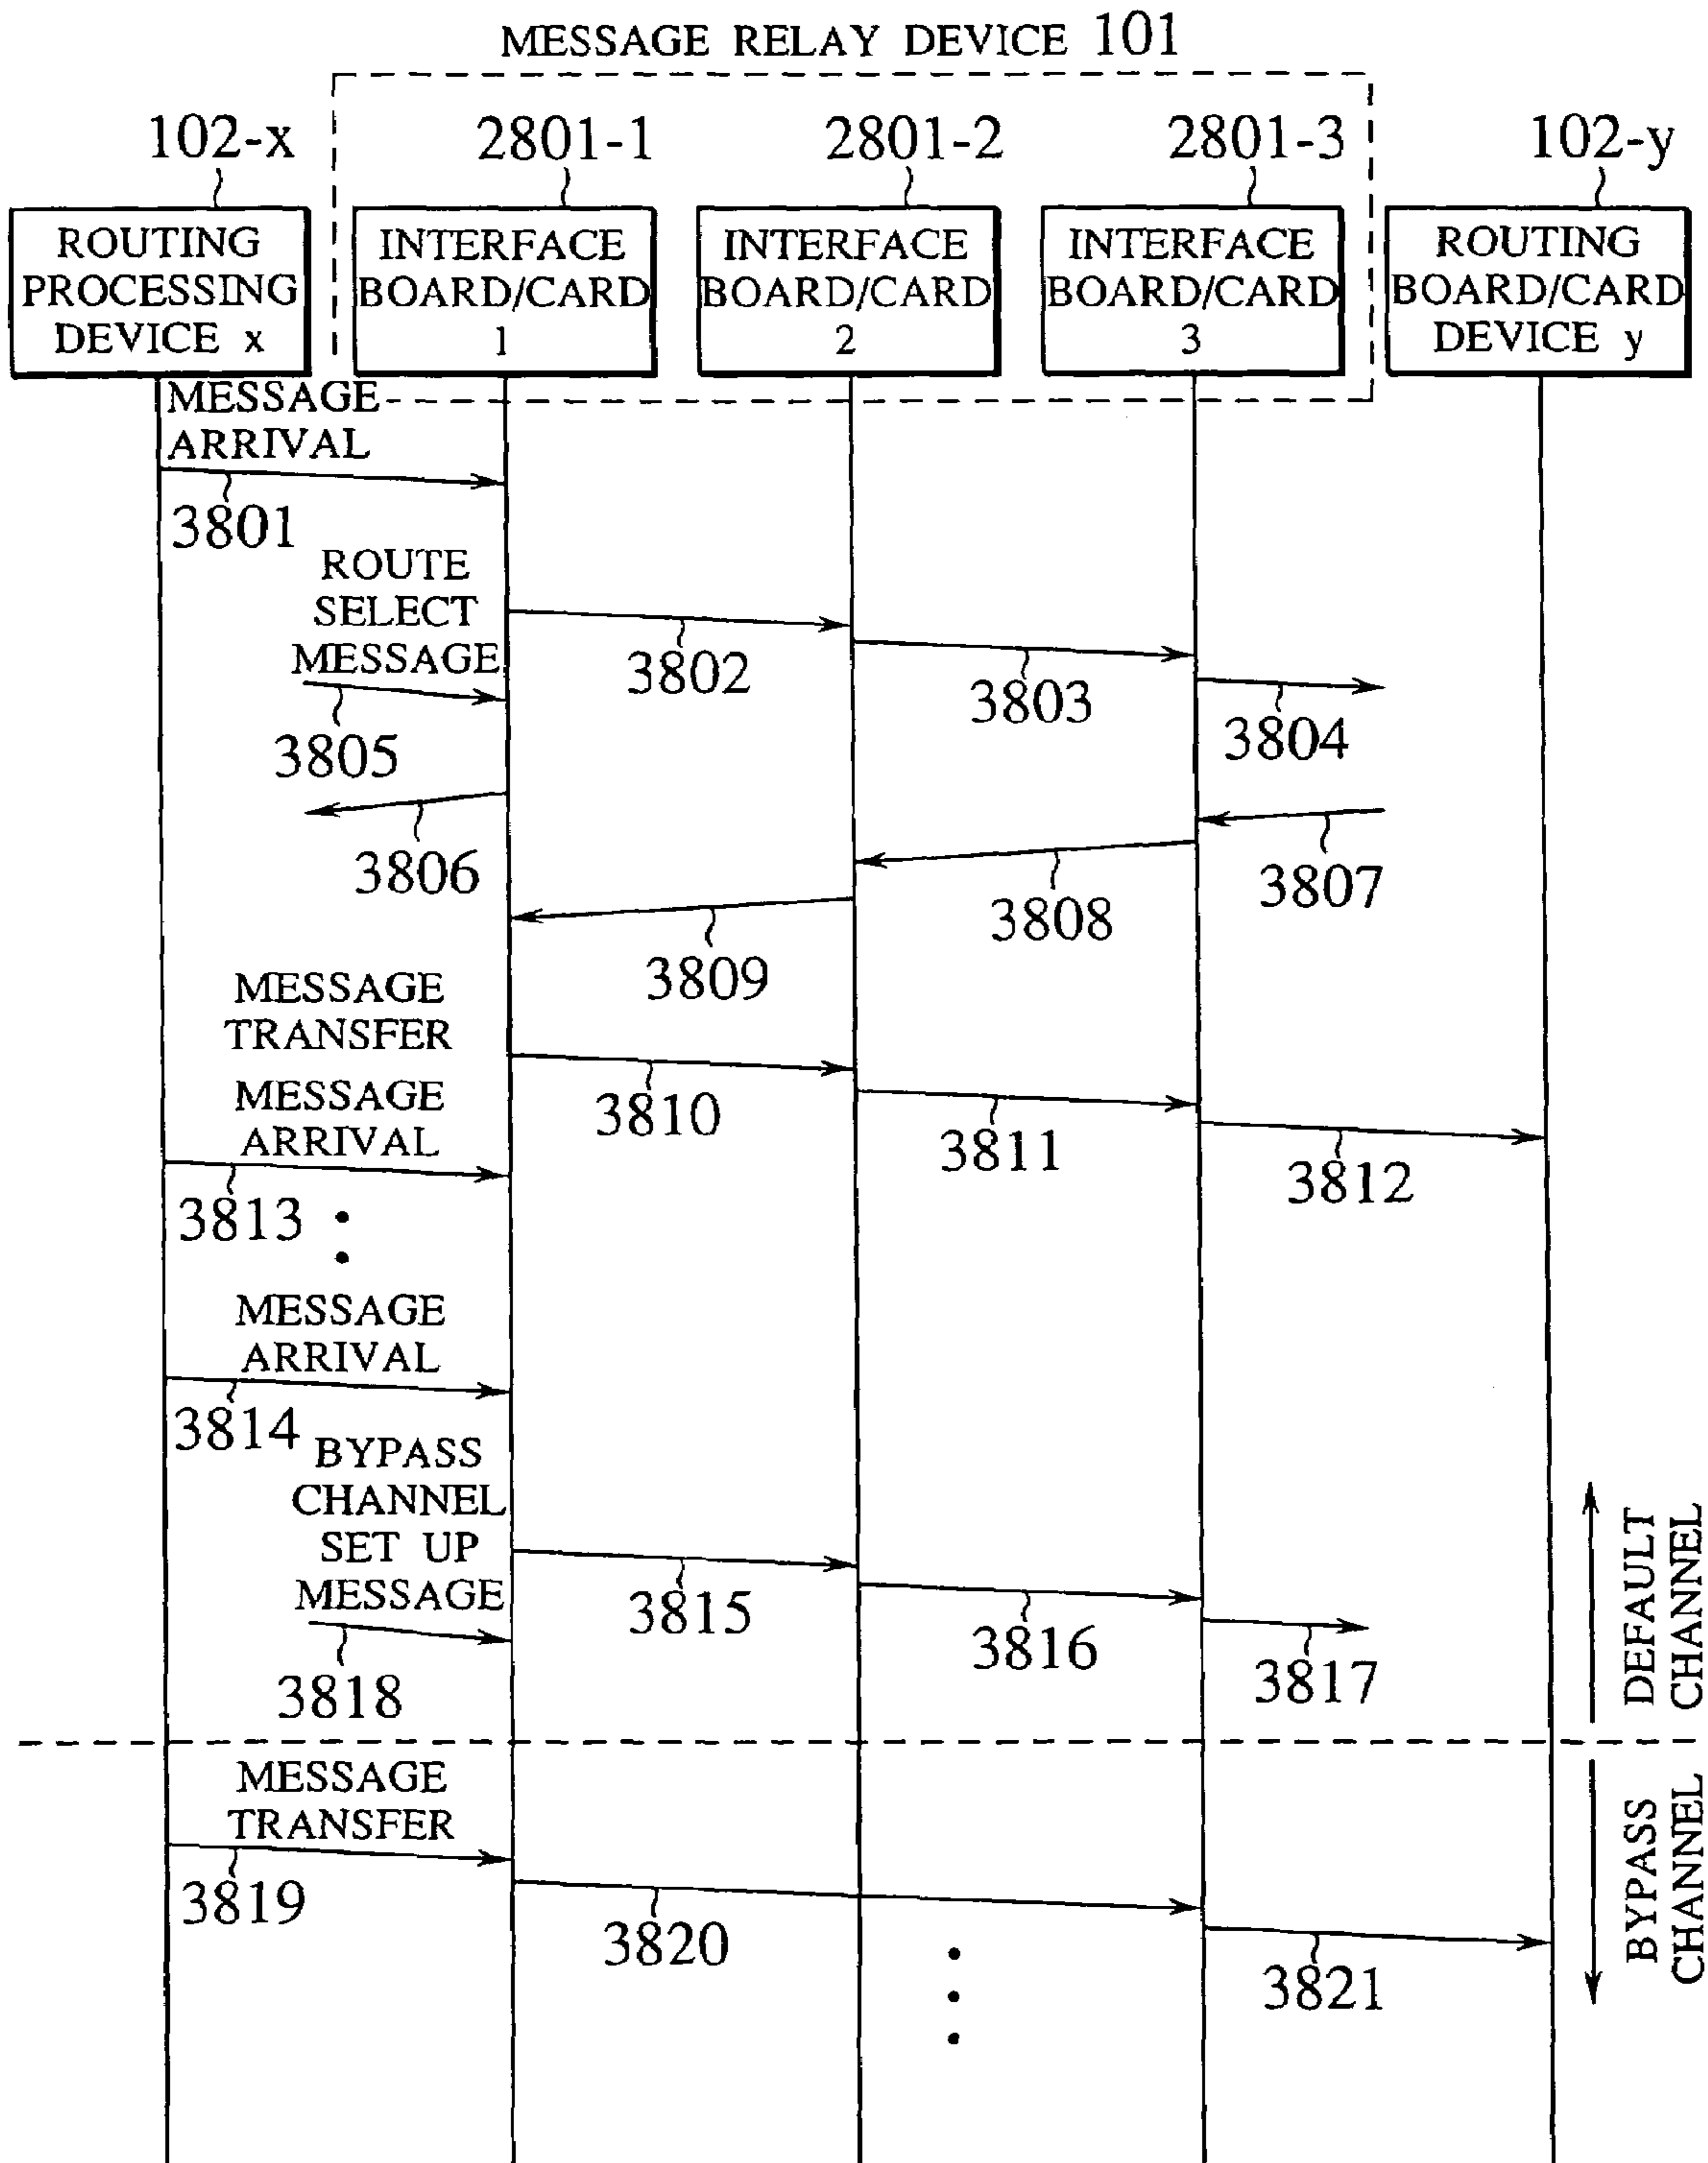 MESSAGE RELAY DEVICE 101
102-x
2801-1
2801-2
2801-3
102-y
ROUTING
PROCESSING
DEVICE x
INTERFACE
BOARD/CARD
1
INTERFACE
BOARD/CARD
2
INTERFACE
BOARD/CARD
3
ROUTING
BOARD/CARD
DEVICE y
MESSAGE
ARRIVAL
3801
ROUTE
SELECT
MESSAGE
3802
3803
3804
3805
3806
3807
3808
3809
MESSAGE
TRANSFER
3810
3811
3812
MESSAGE
ARRIVAL
3813
MESSAGE
ARRIVAL
3814
BYPASS
CHANNEL
SET UP
MESSAGE
3815
3816
3817
3818
DEFAULT
CHANNEL
MESSAGE
TRANSFER
3819
3820
3821
BYPASS
CHANNEL